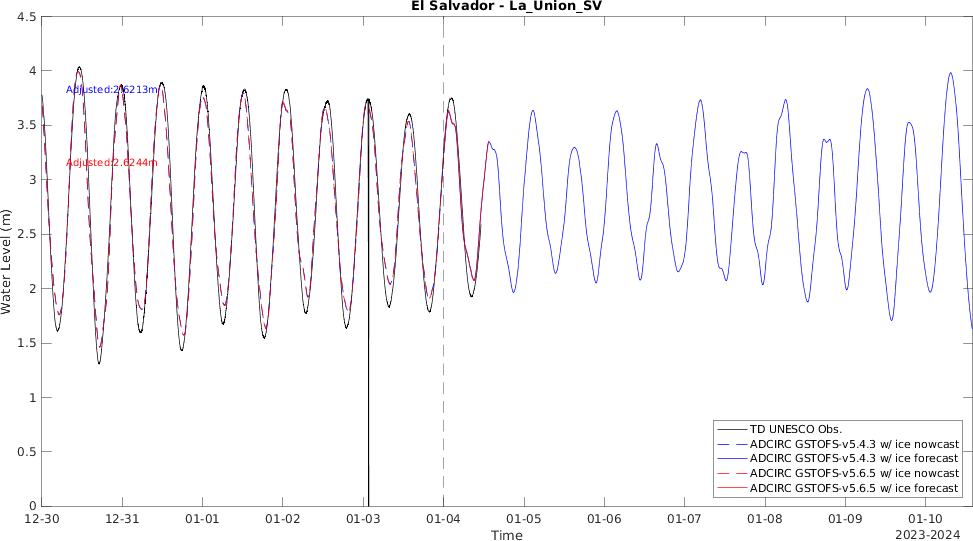 El Salvador - La_Union_SV
4.5
4
3.5
3
2.5
2
1.5
1
0.5
0
Water Level (m)
Adjusted:2.6213m
Adjusted:2.6244m
TD UNESCO Obs.
ADCIRC GSTOFS-v5.4.3 w/ ice nowcast
ADCIRC GSTOFS-v5.4.3 w/ ice forecast
ADCIRC GSTOFS-v5.6.5 w/ ice nowcast
ADCIRC GSTOFS-v5.6.5 w/ ice forecast
12-30 12-31 01-01 01-02 01-03 01-04 01-05 01-06 01-07 01-08 01-09 01-10
Time
2023-2024